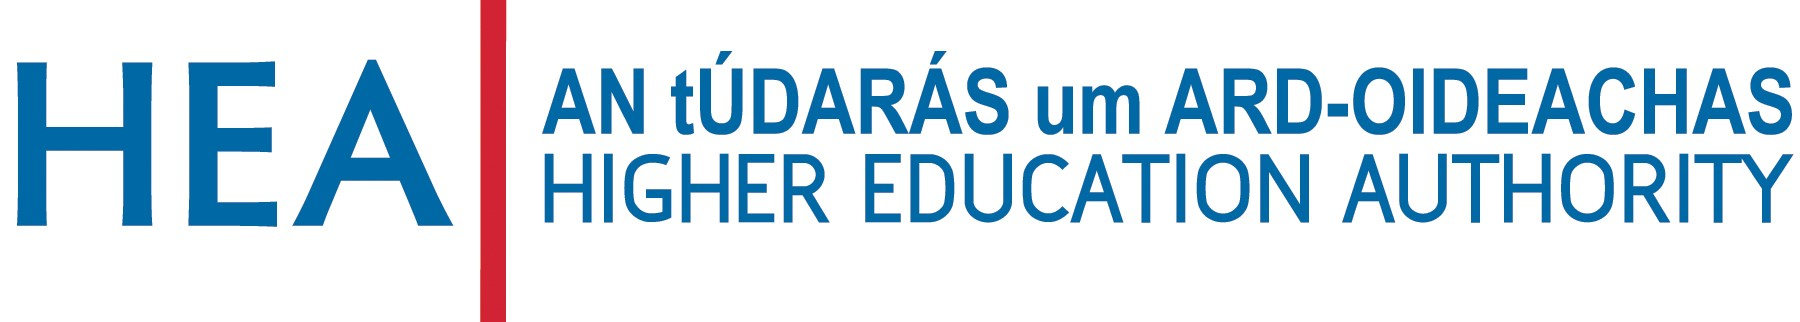 HEA
AN tÚDARÁS um ARD-OIDEACHAS
HIGHER EDUCATION AUTHORITY